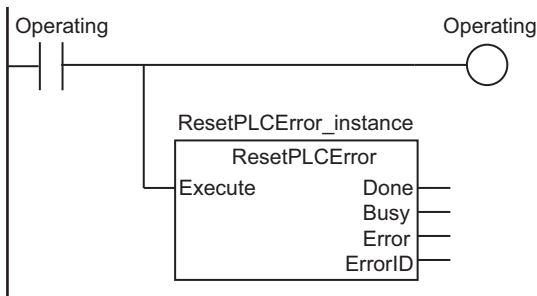 Operating
Operating
ResetPLCError_instance
ResetPLCError
Execute
Done
Busy
Error
ErrorID